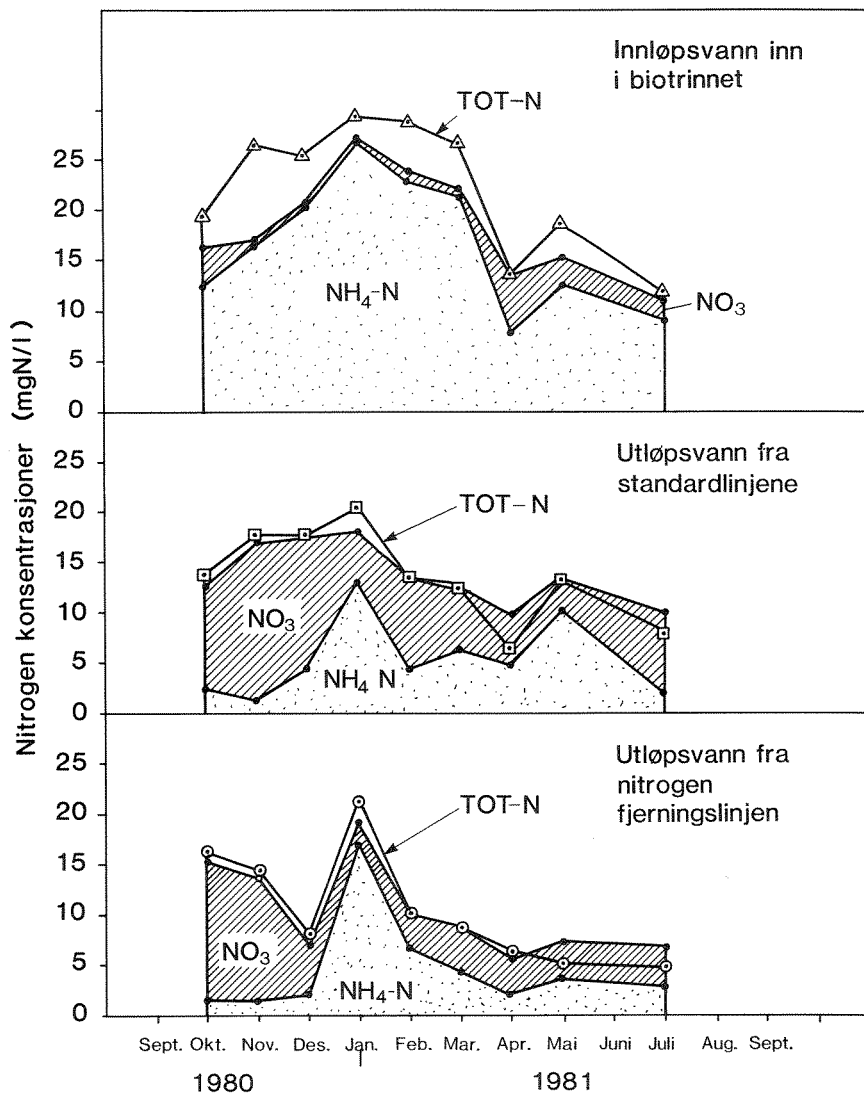 Nitrogen konsentrasjoner (mgN/l)
Innløpsvann inn
i biotrinnet
TOT-N
25
20
15
10
5
0
NH₄-N
NO₃
Utløpsvann fra
standardlinjene
TOT-N
25
20
15
10
5
0
NO₃
NH₄ N
Utløpsvann fra
nitrogen
fjerningslinjen
TOT-N
25
20
15
10
5
0
NO₃
NH₄-N
Sept. Okt. Nov. Des. Jan. Feb. Mar. Apr. Mai Juni Juli Aug. Sept.
1980 1981